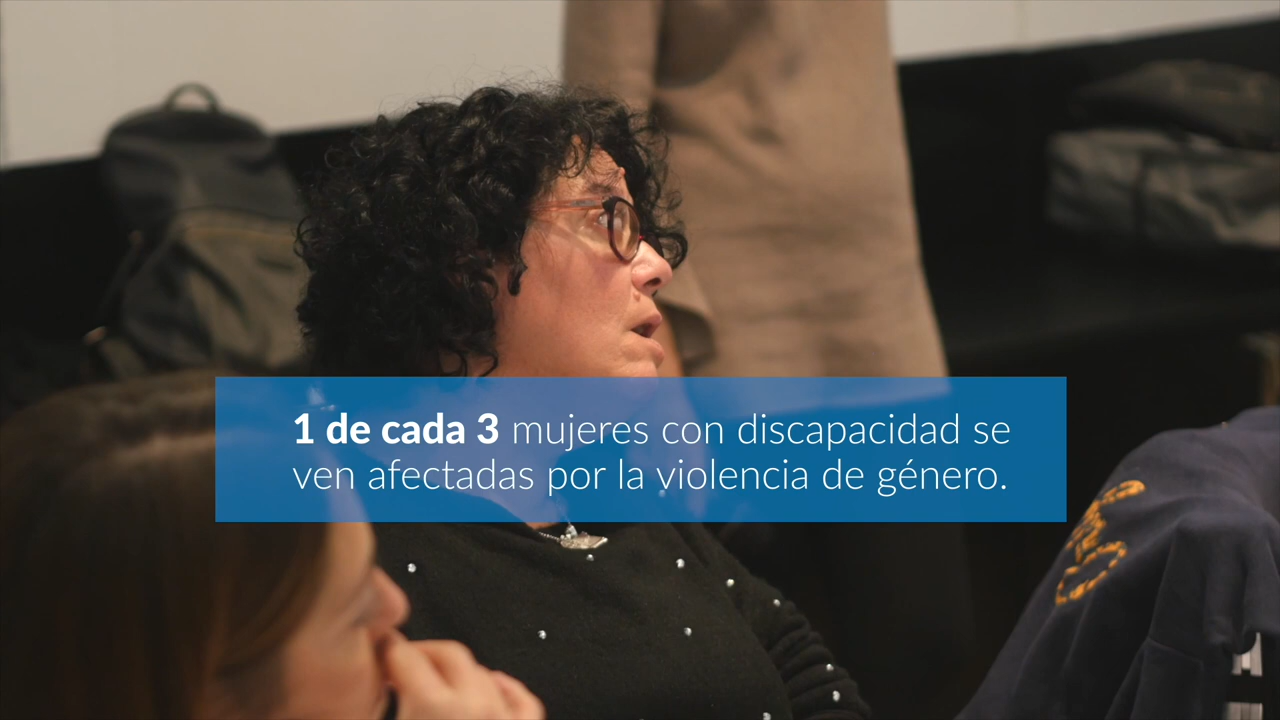 1 de cada 3 mujeres con discapacidad se
ven afectadas por la violencia de género.